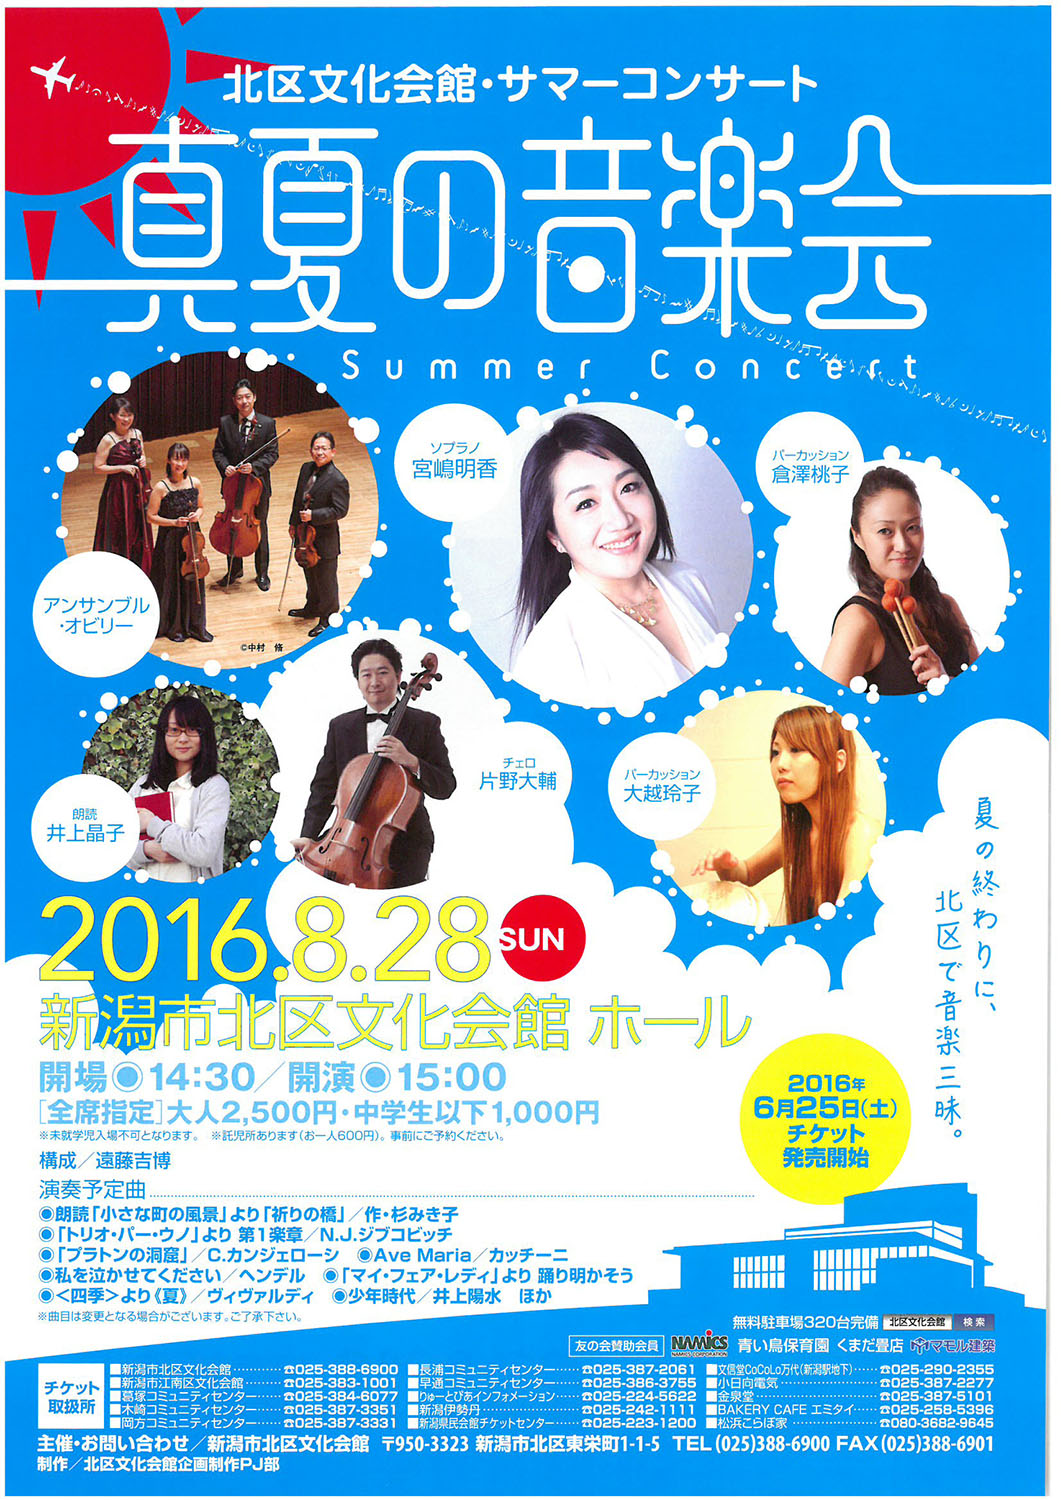 北区文化会館・サマーコンサート
真夏の音楽会
Summer Concert
アンサンブル
・オビリー
©中村 脩
ソプラノ
宮嶋明香
パーカッション
倉澤桃子
朗読
井上晶子
チェロ
片野大輔
パーカッション
大越玲子
夏の終わりに、
北区で音楽三昧。
2016.8.28 SUN
新潟市北区文化会館 ホール
開場◉14:30／開演◉15:00
[全席指定]大人2,500円・中学生以下1,000円
※未就学児入場不可となります。 ※託児所あります(お一人600円)。事前にご予約ください。
2016年
6月25日(土)
チケット
発売開始
構成／遠藤吉博
演奏予定曲
◉朗読「小さな町の風景」より「祈りの橋」／作・杉みき子
◉「トリオ・パー・ウノ」より 第1楽章／N.J.ジブコビッチ
◉「プラトンの洞窟」／C.カンジェローシ ◉Ave Maria／カッチーニ
◉私を泣かせてください／ヘンデル ◉「マイ・フェア・レディ」より 踊り明かそう
◉<四季>より《夏》／ヴィヴァルディ ◉少年時代／井上陽水 ほか
※曲目は変更となる場合がございます。ご了承下さい。
無料駐車場320台完備 北区文化会館 検索
友の会賛助会員 NAMICS NAMICS CORPORATION 青い鳥保育園 くまだ畳店 マモル建築
チケット
取扱所
■新潟市北区文化会館……☎025-388-6900
■新潟市江南区文化会館……☎025-383-1001
■葛塚コミュニティセンター……☎025-384-6077
■木崎コミュニティセンター……☎025-387-3351
■岡方コミュニティセンター……☎025-387-3331
■長浦コミュニティセンター……☎025-387-2061
■早通コミュニティセンター……☎025-386-3755
■りゅーとぴあインフォメーション……☎025-224-5622
■新潟伊勢丹……☎025-242-1111
■新潟県民会館チケットセンター……☎025-223-1200
■文信堂CoCoLo万代(新潟駅地下)……☎025-290-2355
■小日向電気……☎025-387-2277
■金泉堂……☎025-387-5101
■BAKERY CAFE エミタイ……☎025-258-5396
■松浜こらぼ家……☎080-3682-9645
主催・お問い合わせ／新潟市北区文化会館 〒950-3323 新潟市北区東栄町1-1-5 TEL(025)388-6900 FAX(025)388-6901
制作／北区文化会館企画制作PJ部